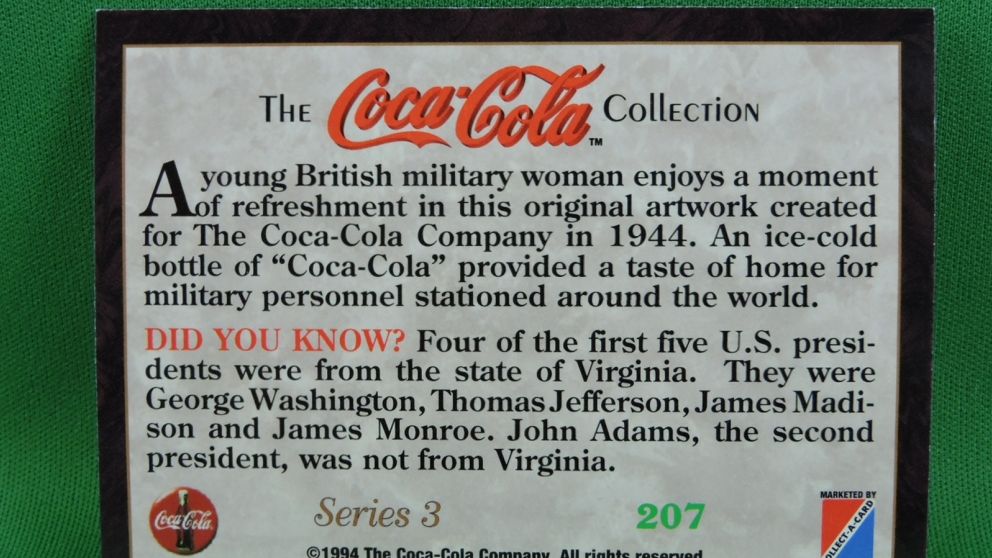 The Coca-Cola™ Collection
A young British military woman enjoys a moment
of refreshment in this original artwork created
for The Coca-Cola Company in 1944. An ice-cold
bottle of “Coca-Cola” provided a taste of home for
military personnel stationed around the world.
DID YOU KNOW? Four of the first five U.S. presi-
dents were from the state of Virginia. They were
George Washington, Thomas Jefferson, James Madi-
son and James Monroe. John Adams, the second
president, was not from Virginia.
Coca-Cola
Series 3
207
MARKETED BY
COLLECT-A-CARD
©1994 The Coca-Cola Company. All rights reserved